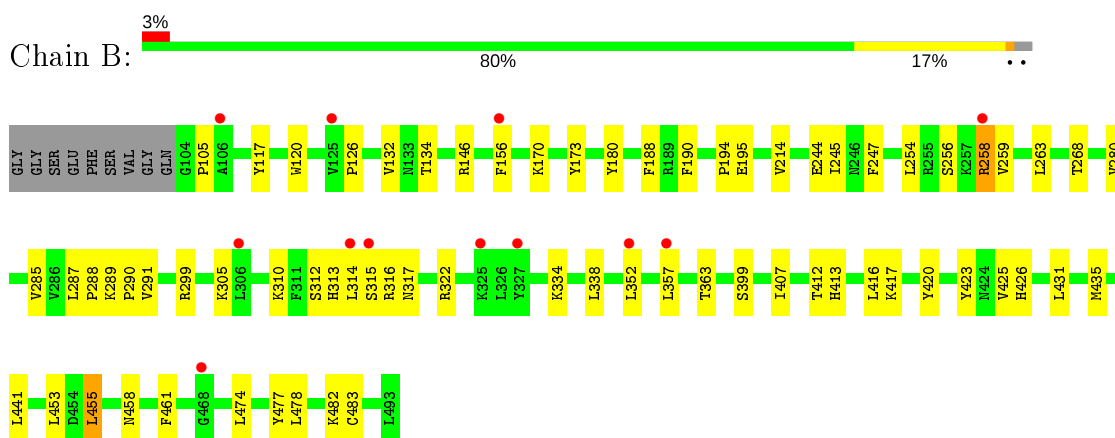 3%
Chain B:
80%
17%
GLY GLY SER GLU PHE SER VAL GLY GLN G104 P105 A106 Y117 W120 V125 P126 V132 N133 T134 R146 F156 K170 Y173 Y180 F188 R189 F190 P194 E195 V214 E244 I245 N246 F247 L254 R255 S256 K257 R258 V259 L263 T268
V285 V286 L287 P288 K289 P290 V291 R299 K305 L306 K310 F311 S312 H313 L314 S315 R316 N317 R322 K325 L326 Y327 K334 L338 L352 L357 T363 S399 I407 T412 H413 L416 K417 Y420 Y423 N424 V425 H426 L431 M435
L441 L453 D454 L455 N458 F461 G468 L474 Y477 L478 K482 C483 L493